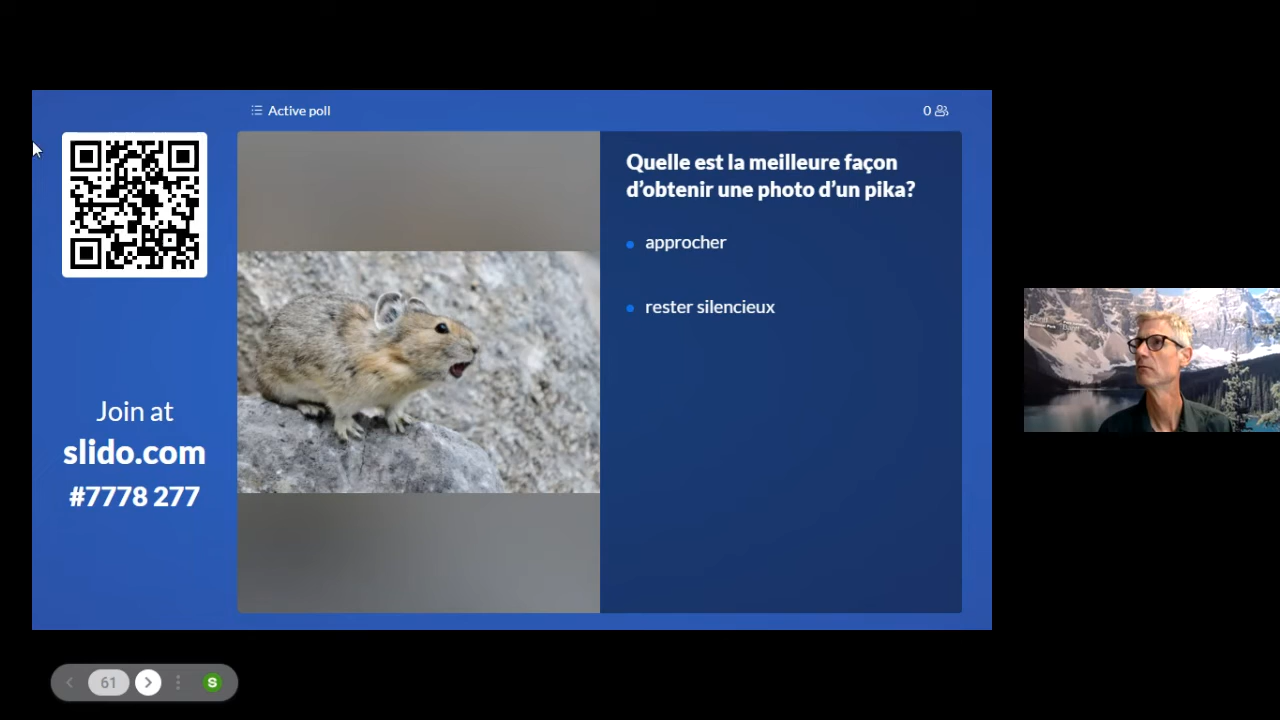 Active poll
0
Quelle est la meilleure façon
d'obtenir une photo d'un pika?
approcher
rester silencieux
Join at
slido.com
#7778 277
61
S